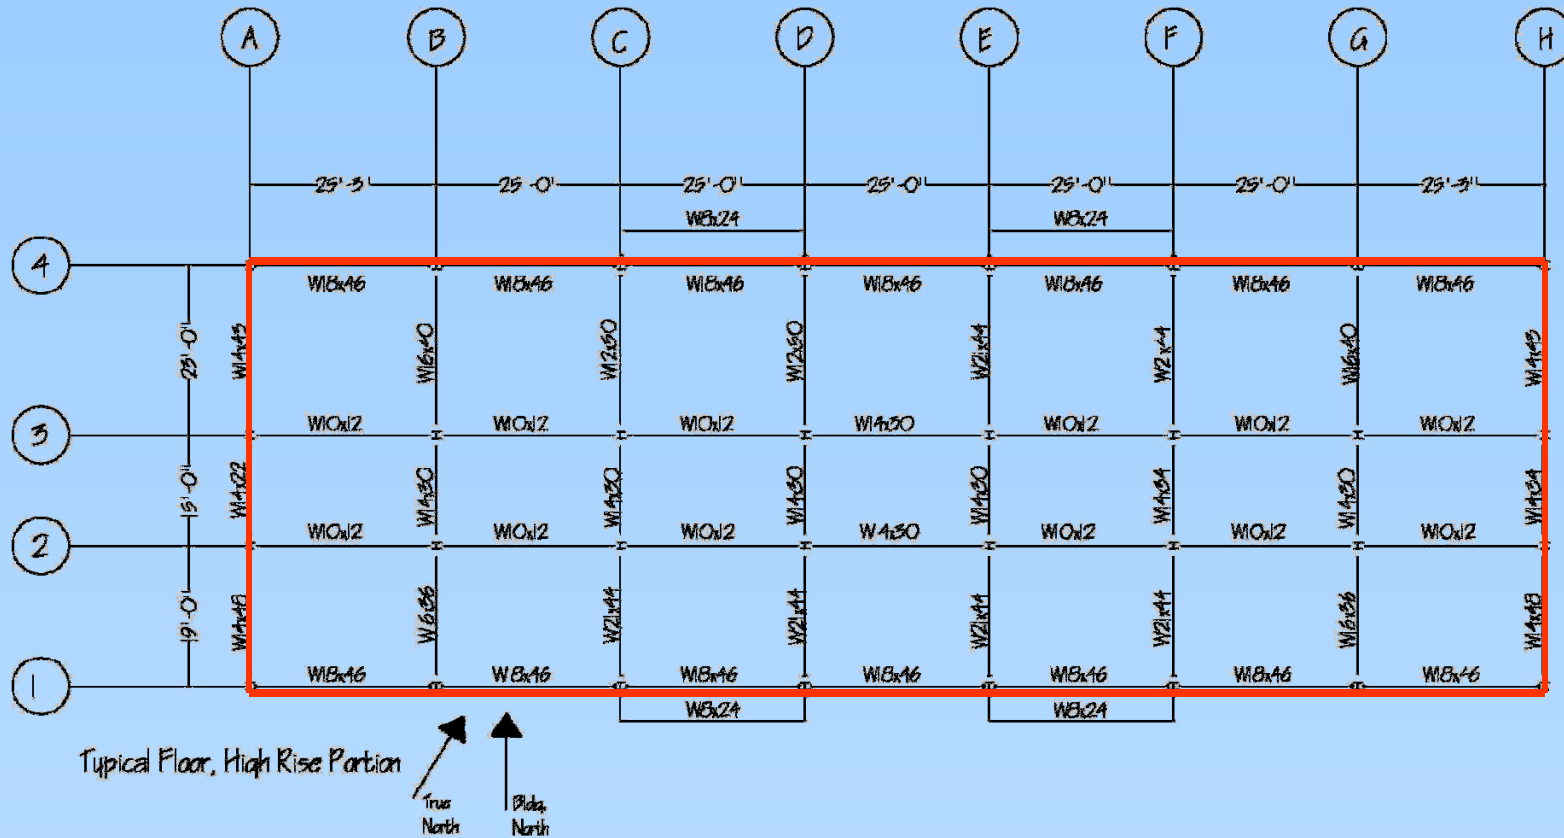 A B C D E F G H
25'-3" 25'-0" 25'-0" 25'-0" 25'-0" 25'-0" 25'-3"
W8x24 W8x24
4
W18x46 W18x46 W18x46 W18x46 W18x46 W18x46 W18x46
23'-0" W14x43 W16x40 W12x50 W12x50 W21x44 W21x44 W16x40 W14x43
3
W10x12 W10x12 W10x12 W14x30 W10x12 W10x12 W10x12
15'-0" W14x22 W14x30 W14x30 W14x30 W14x30 W14x34 W14x30 W14x34
2
W10x12 W10x12 W10x12 W14x30 W10x12 W10x12 W10x12
19'-0" W14x48 W16x36 W21x44 W21x44 W21x44 W21x44 W16x36 W14x48
1
W18x46 W18x46 W18x46 W18x46 W18x46 W18x46 W18x46
W8x24 W8x24
Typical Floor, High Rise Portion
True
North
Bldg.
North